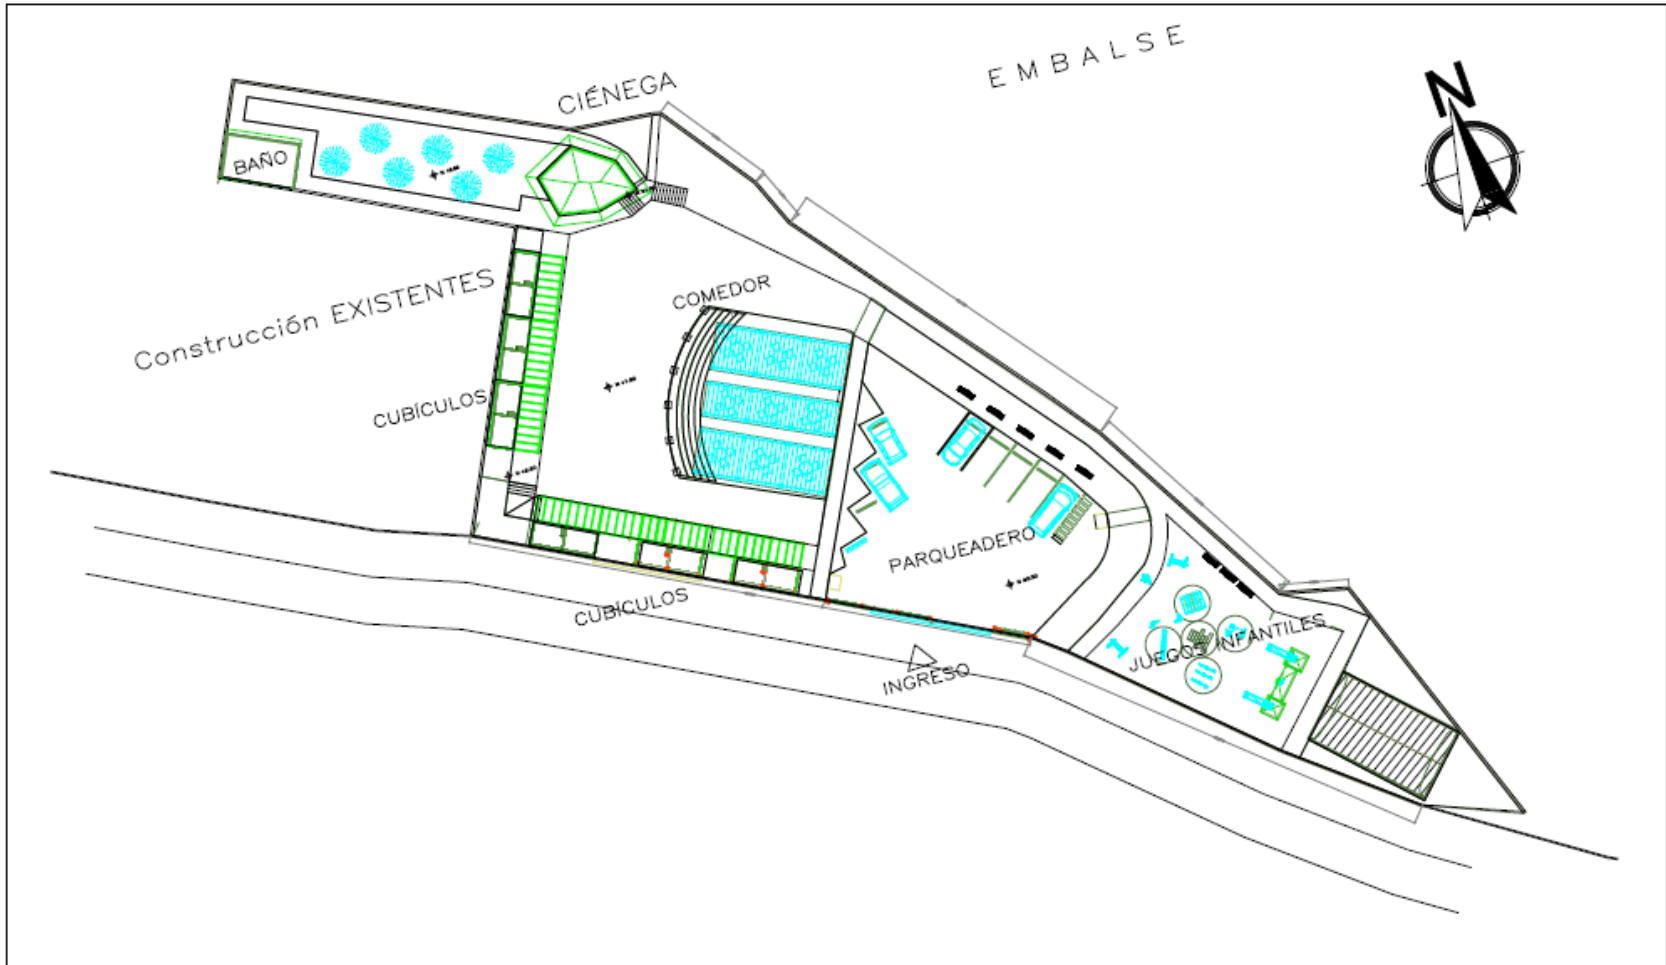 EMBALSE
N
CIÉNEGA
BAÑO
Construcción EXISTENTES
COMEDOR
CUBÍCULOS
PARQUEADERO
CUBÍCULOS
JUEGOS INFANTILES
INGRESO